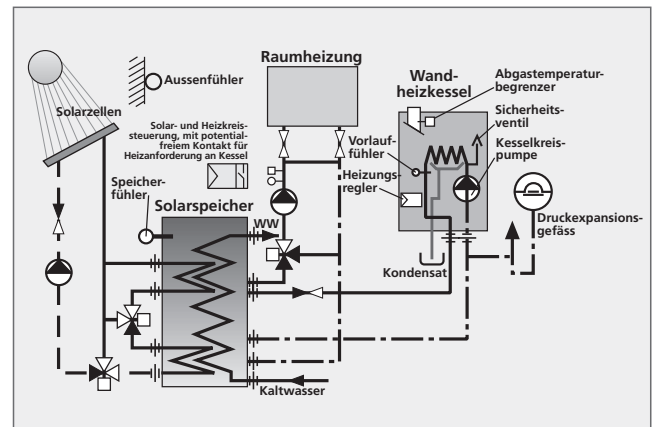 Raumheizung
Aussenfühler
Solarzellen
Wand-
heizkessel
Abgastemperatur-
begrenzer
Sicherheits-
ventil
Kesselkreis-
pumpe
Solar- und Heizkreis-
steuerung, mit potential-
freiem Kontakt für
Heizanforderung an Kessel
Vorlauf-
fühler
Heizungs-
regler
Speicher-
fühler
Solarspeicher
WW
Druckexpansions-
gefäss
Kondensat
Kaltwasser